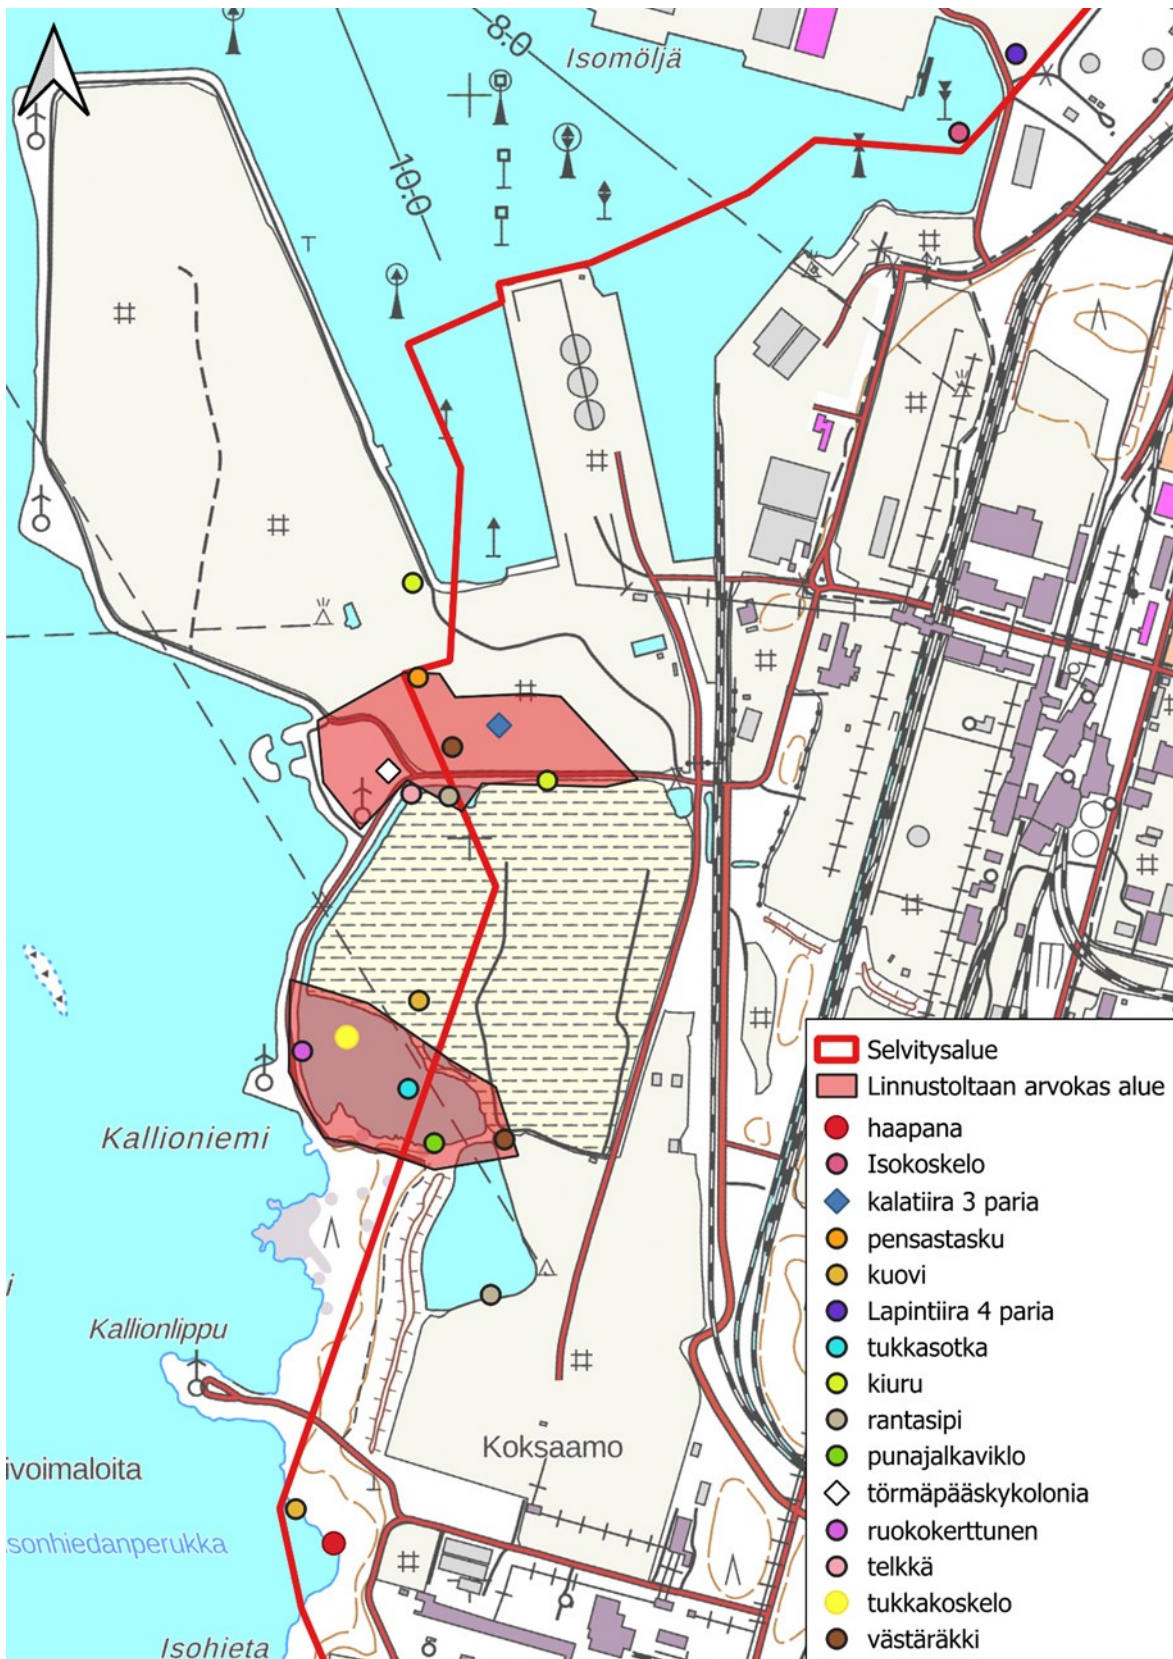 8.0
Isomöljä
10.0
Kallioniemi
i
Kallionlippu
Koksaamo
ivoimaloita
sonhiedanperukka
Isohieta
Selvitysalue
Linnustoltaan arvokas alue
haapana
Isokoskelo
kalatiira 3 paria
pensastasku
kuovi
Lapintiira 4 paria
tukkasotka
kiuru
rantasipi
punajalkaviklo
törmäpääskykolonia
ruokokerttunen
telkkä
tukkakoskelo
västäräkki